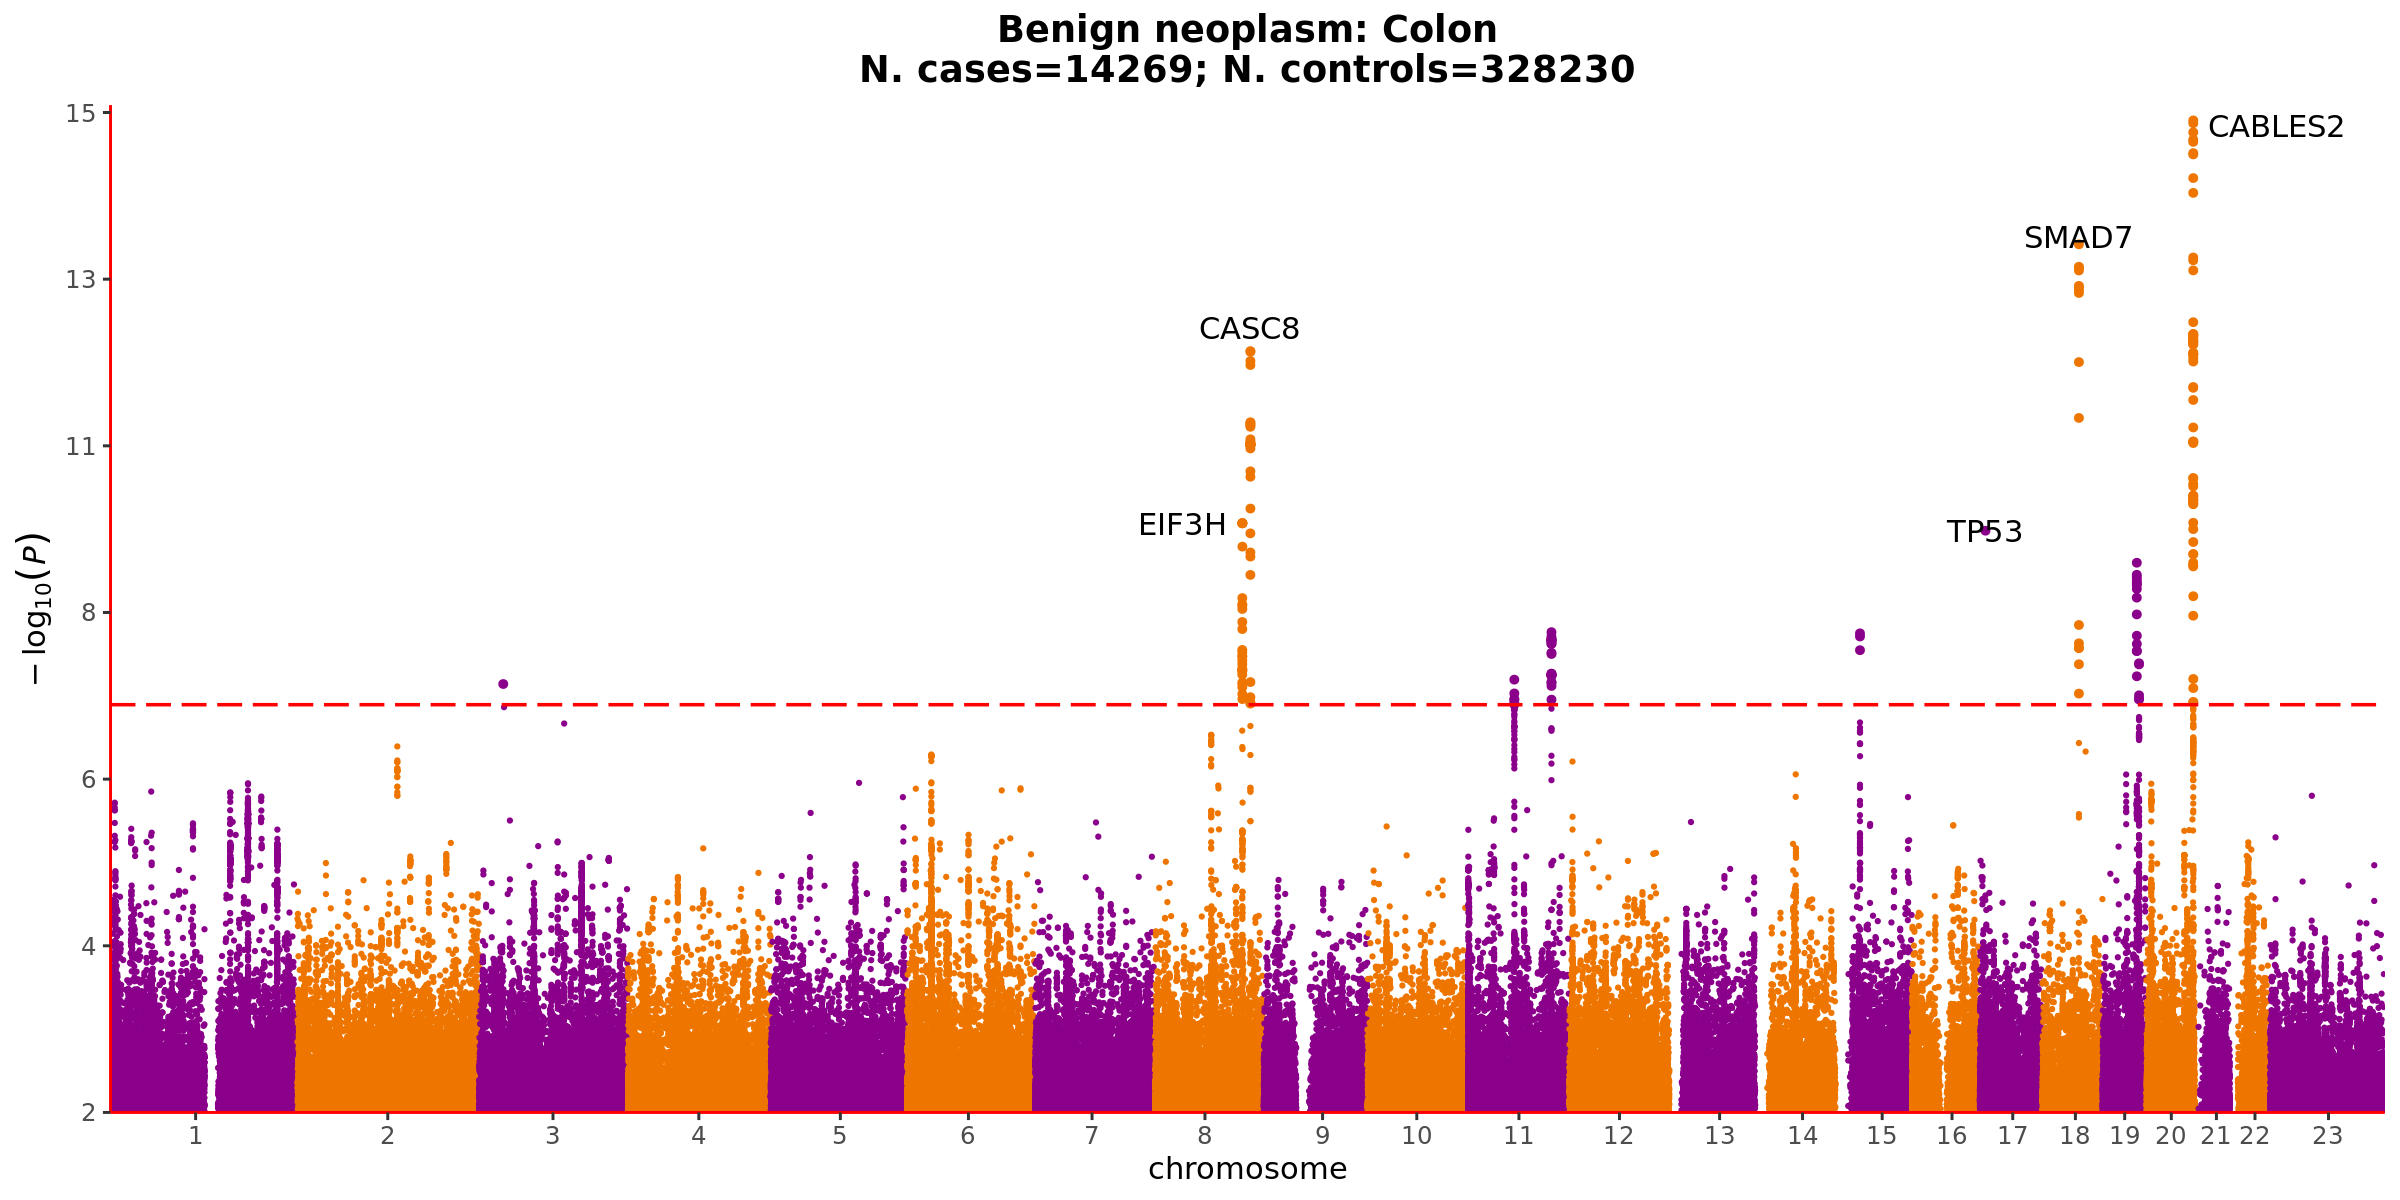 Benign neoplasm: Colon
N. cases=14269; N. controls=328230
15
CABLES2
SMAD7
13
CASC8
11
EIF3H
TP53
− log10(P)
8
6
4
2
1 2 3 4 5 6 7 8 9 10 11 12 13 14 15 16 17 18 19 20 21 22 23
chromosome